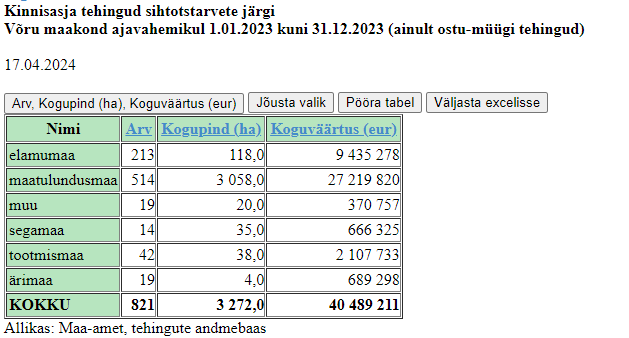 Kinnisasja tehingud sihtotstarvete järgi
Võru maakond ajavahemikul 1.01.2023 kuni 31.12.2023 (ainult ostu-müügi tehingud)
17.04.2024
Arv, Kogupind (ha), Koguväärtus (eur) Jõusta valik Pööra tabel Väljasta excelisse
Nimi Arv Kogupind (ha) Koguväärtus (eur)
elamumaa 213 118,0 9 435 278
maatulundusmaa 514 3 058,0 27 219 820
muu 19 20,0 370 757
segamaa 14 35,0 666 325
tootmismaa 42 38,0 2 107 733
ärimaa 19 4,0 689 298
KOKKU 821 3 272,0 40 489 211
Allikas: Maa-amet, tehingute andmebaas